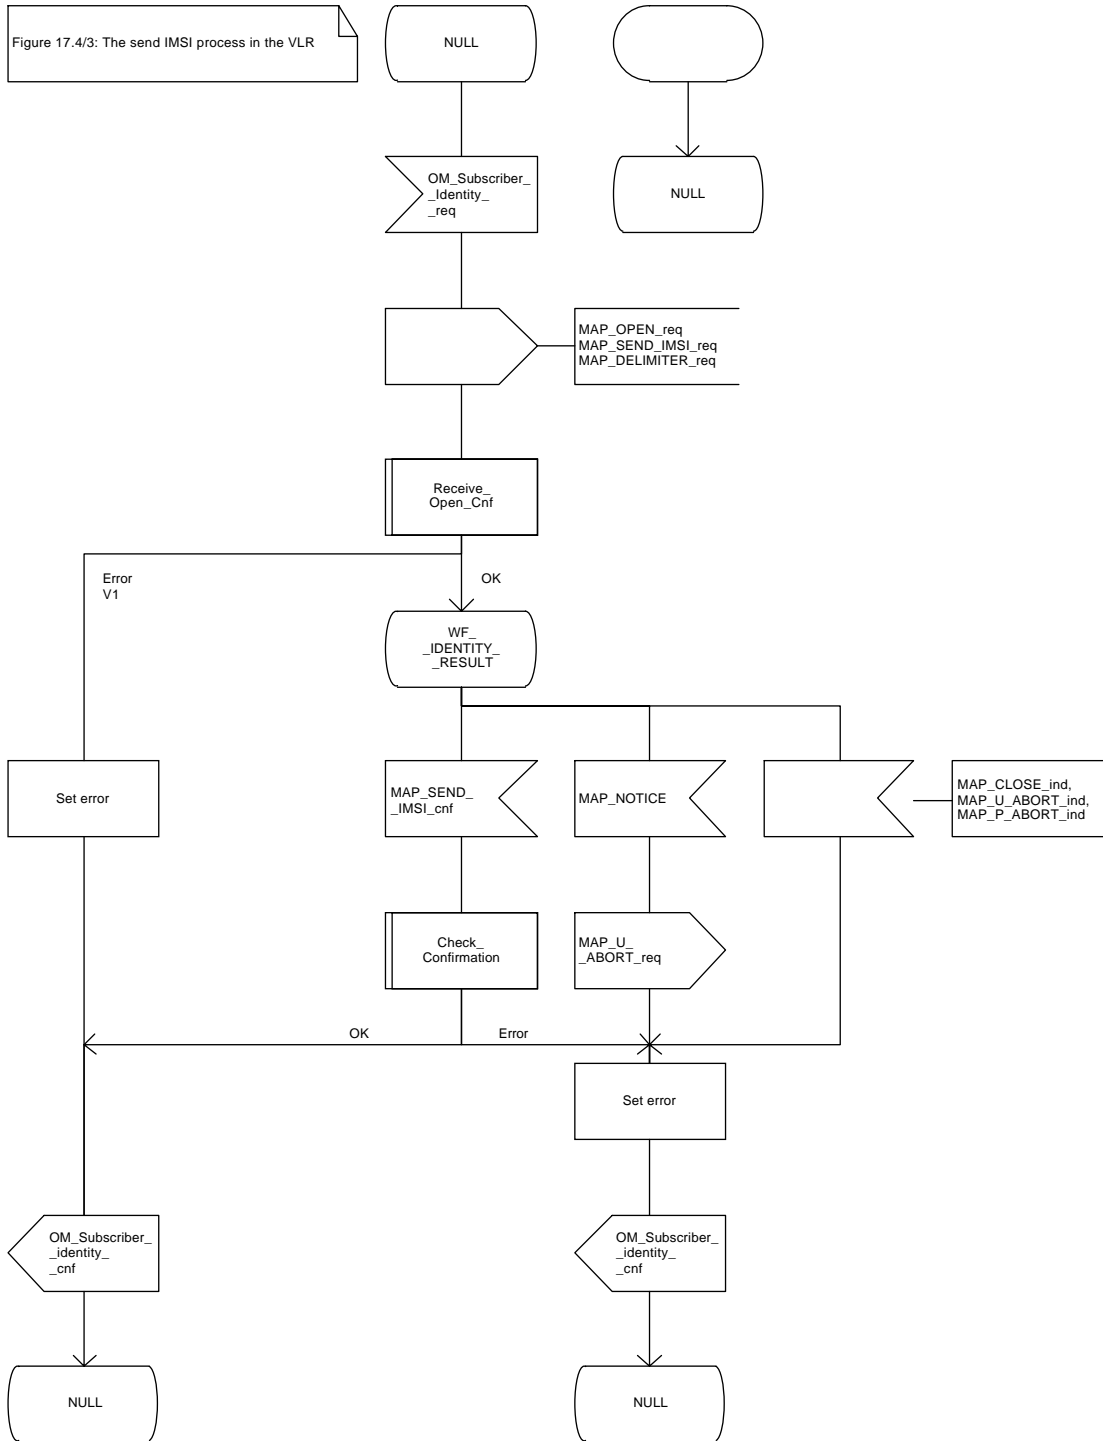 Figure 17.4/3: The send IMSI process in the VLR
NULL
OM_Subscriber_
_Identity_
_req
NULL
MAP_OPEN_req
MAP_SEND_IMSI_req
MAP_DELIMITER_req
Receive_
Open_Cnf
Error
V1
OK
WF_
_IDENTITY_
_RESULT
Set error
MAP_SEND_
_IMSI_cnf
MAP_NOTICE
MAP_CLOSE_ind,
MAP_U_ABORT_ind,
MAP_P_ABORT_ind
Check_
Confirmation
MAP_U_
_ABORT_req
OK
Error
Set error
OM_Subscriber_
_identity_
_cnf
OM_Subscriber_
_identity_
_cnf
NULL
NULL